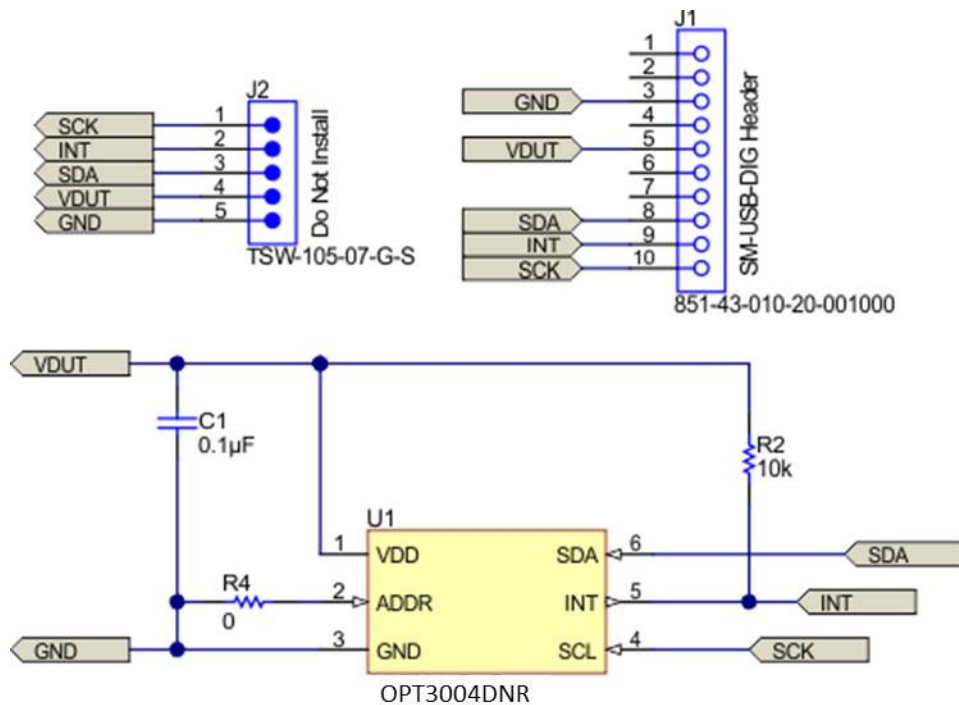 J2
SCK 1
INT 2
SDA 3
VDUT 4
GND 5
Do Not Install
TSW-105-07-G-S
J1
1
2
GND 3
4
VDUT 5
6
7
SDA 8
INT 9
SCK 10
SM-USB-DIG Header
851-43-010-20-001000
VDUT
C1
0.1µF
R2
10k
U1
1 VDD SDA 6 SDA
R4
0
2 ADDR INT 5 INT
GND 3 GND SCL 4 SCK
OPT3004DNR